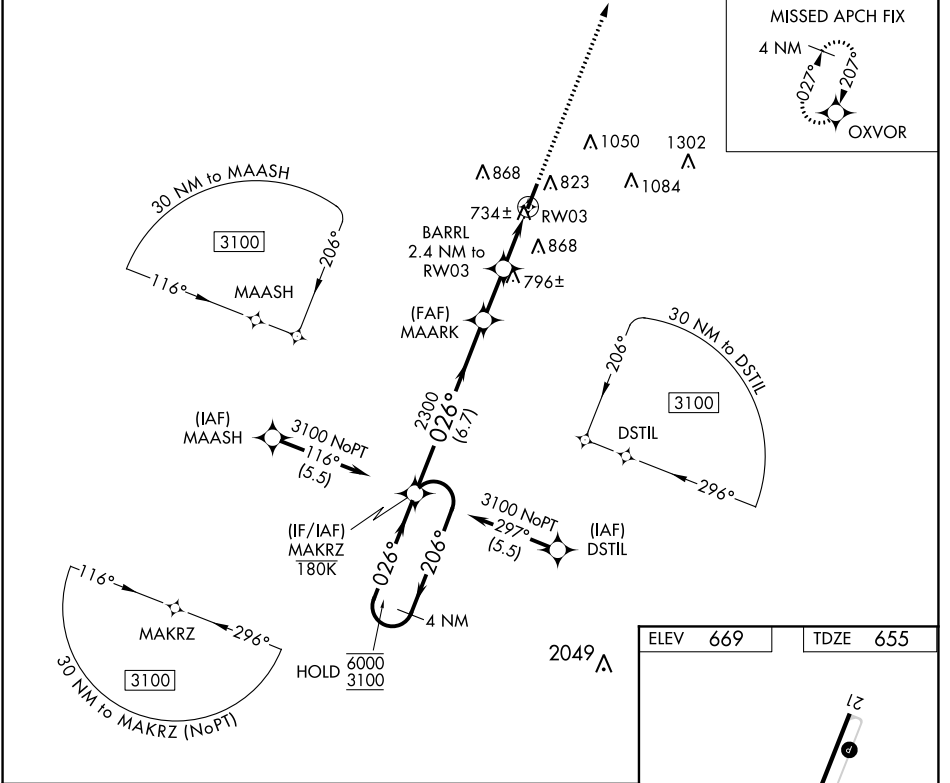 MISSED APCH FIX
4 NM
027°
207°
OXVOR
1050
1302
868
823
1084
734±
RW03
BARRL
2.4 NM to
RW03
868
796±
30 NM to MAASH
3100
206°
116°
MAASH
(FAF)
MAARK
30 NM to DSTIL
206°
3100
DSTIL
296°
2300
026°
(6.7)
(IAF)
MAASH
3100 NoPT
116°
(5.5)
(IF/IAF)
MAKRZ
180K
3100 NoPT
297°
(5.5)
(IAF)
DSTIL
026°
206°
4 NM
HOLD
6000
3100
116°
MAKRZ
296°
3100
30 NM to MAKRZ (NoPT)
2049
ELEV 669
TDZE 655
21
P